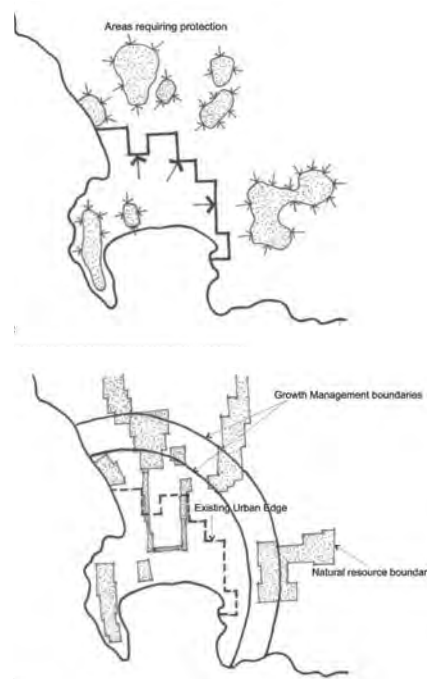 Areas requiring protection
Growth Management boundaries
Existing Urban Edge
Natural resource boundar